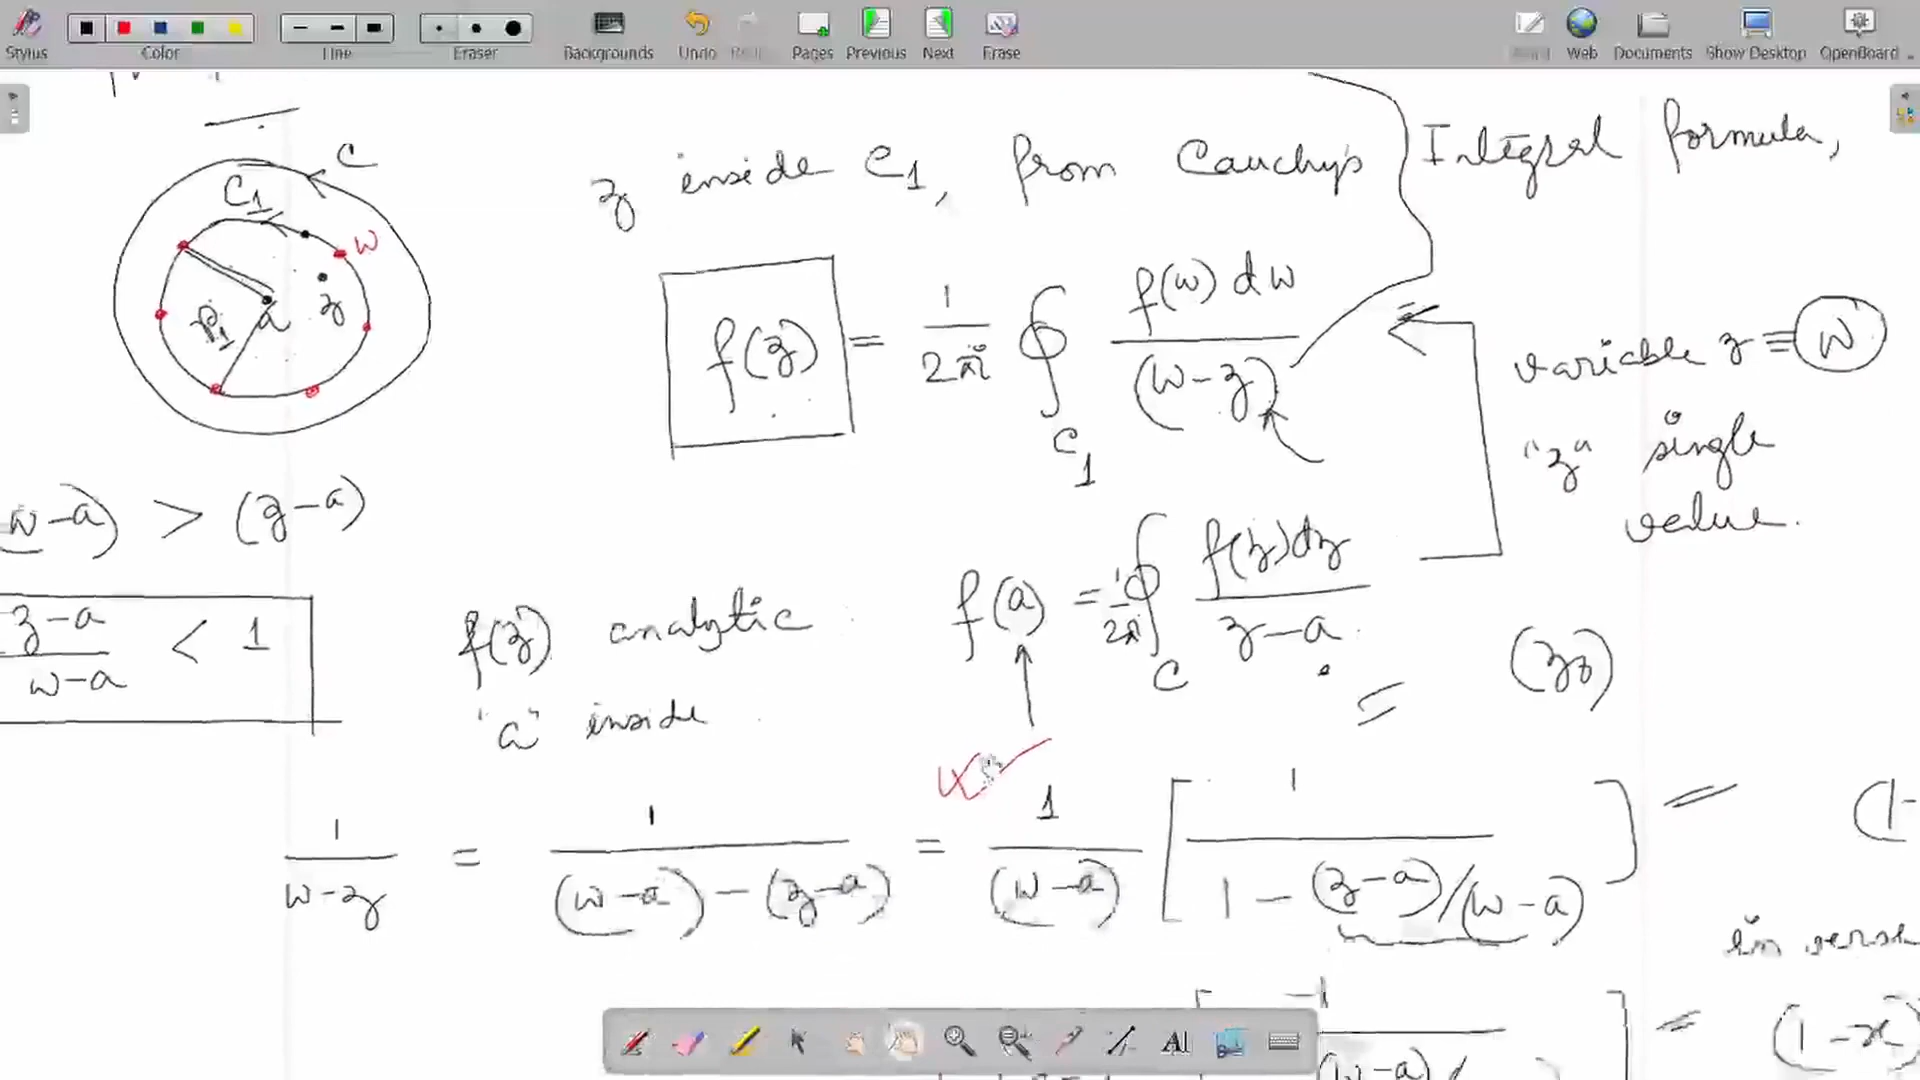 Stylus Color Line Eraser Backgrounds Undo Pages Previous Next Erase Web Documents Show Desktop OpenBoard
C
C1
w
z
a
z inside C1, from Cauchy's Integral formula,
f(z) = 1/2πi ∮C1 f(w) dw/(w-z)
variable z ≡ w
"z" single
value.
w-a) > (z-a)
z-a/w-a < 1
f(z) analytic
"a" inside
f(a) = 1/2πi ∮C f(z)dz/z-a
1/w-z = 1/(w-a)-(z-a) = 1/(w-a) [1/1-(z-a)/(w-a)] = (1-
= (1-x)